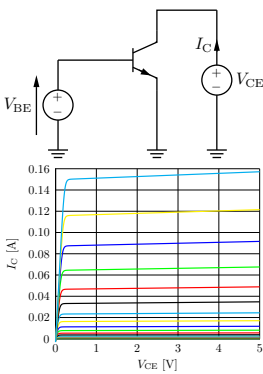 I_C
V_BE
V_CE
+
−
+
−
I_C [A]
0.16
0.14
0.12
0.10
0.08
0.06
0.04
0.02
0
0 1 2 3 4 5
V_CE [V]